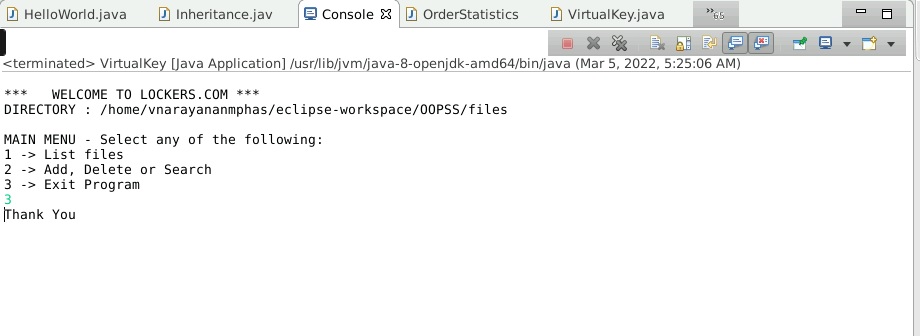 HelloWorld.java Inheritance.jav Console OrderStatistics VirtualKey.java »65
<terminated> VirtualKey [Java Application] /usr/lib/jvm/java-8-openjdk-amd64/bin/java (Mar 5, 2022, 5:25:06 AM)
*** WELCOME TO LOCKERS.COM ***
DIRECTORY : /home/vnarayananmphas/eclipse-workspace/OOPSS/files
MAIN MENU - Select any of the following:
1 -> List files
2 -> Add, Delete or Search
3 -> Exit Program
3
Thank You